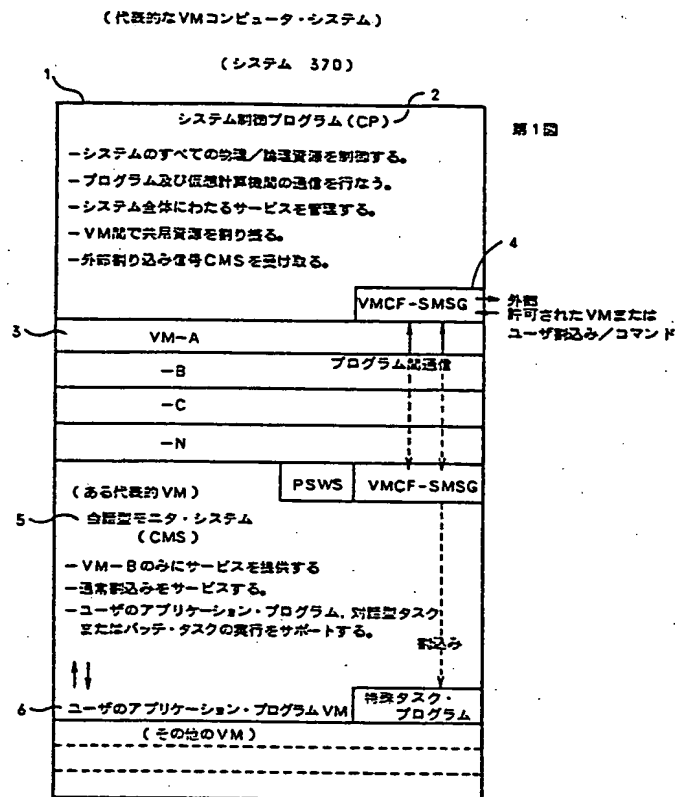 (代表的なVMコンピュータ・システム)
(システム 370)
1
2
システム制御プログラム(CP)
第1図
－システムのすべての物理/論理資源を制御する。
－プログラム及び仮想計算機間の通信を行なう。
－システム全体にわたるサービスを管理する。
－VM間で共用資源を割り振る。
－外部割り込み信号CMSを受け取る。
4
VMCF-SMSG
外部
許可されたVMまたは
ユーザ割込み/コマンド
3
VM-A
プログラム間通信
-B
-C
-N
(ある代表的VM)
PSWS
VMCF-SMSG
5
会話型モニタ・システム
(CMS)
－VM-Bのみにサービスを提供する
－通常割込みをサービスする。
－ユーザのアプリケーション・プログラム,対話型タスク
またはバッチ・タスクの実行をサポートする。
割込み
6
ユーザのアプリケーション・プログラムVM
特殊タスク・
プログラム
(その他のVM)